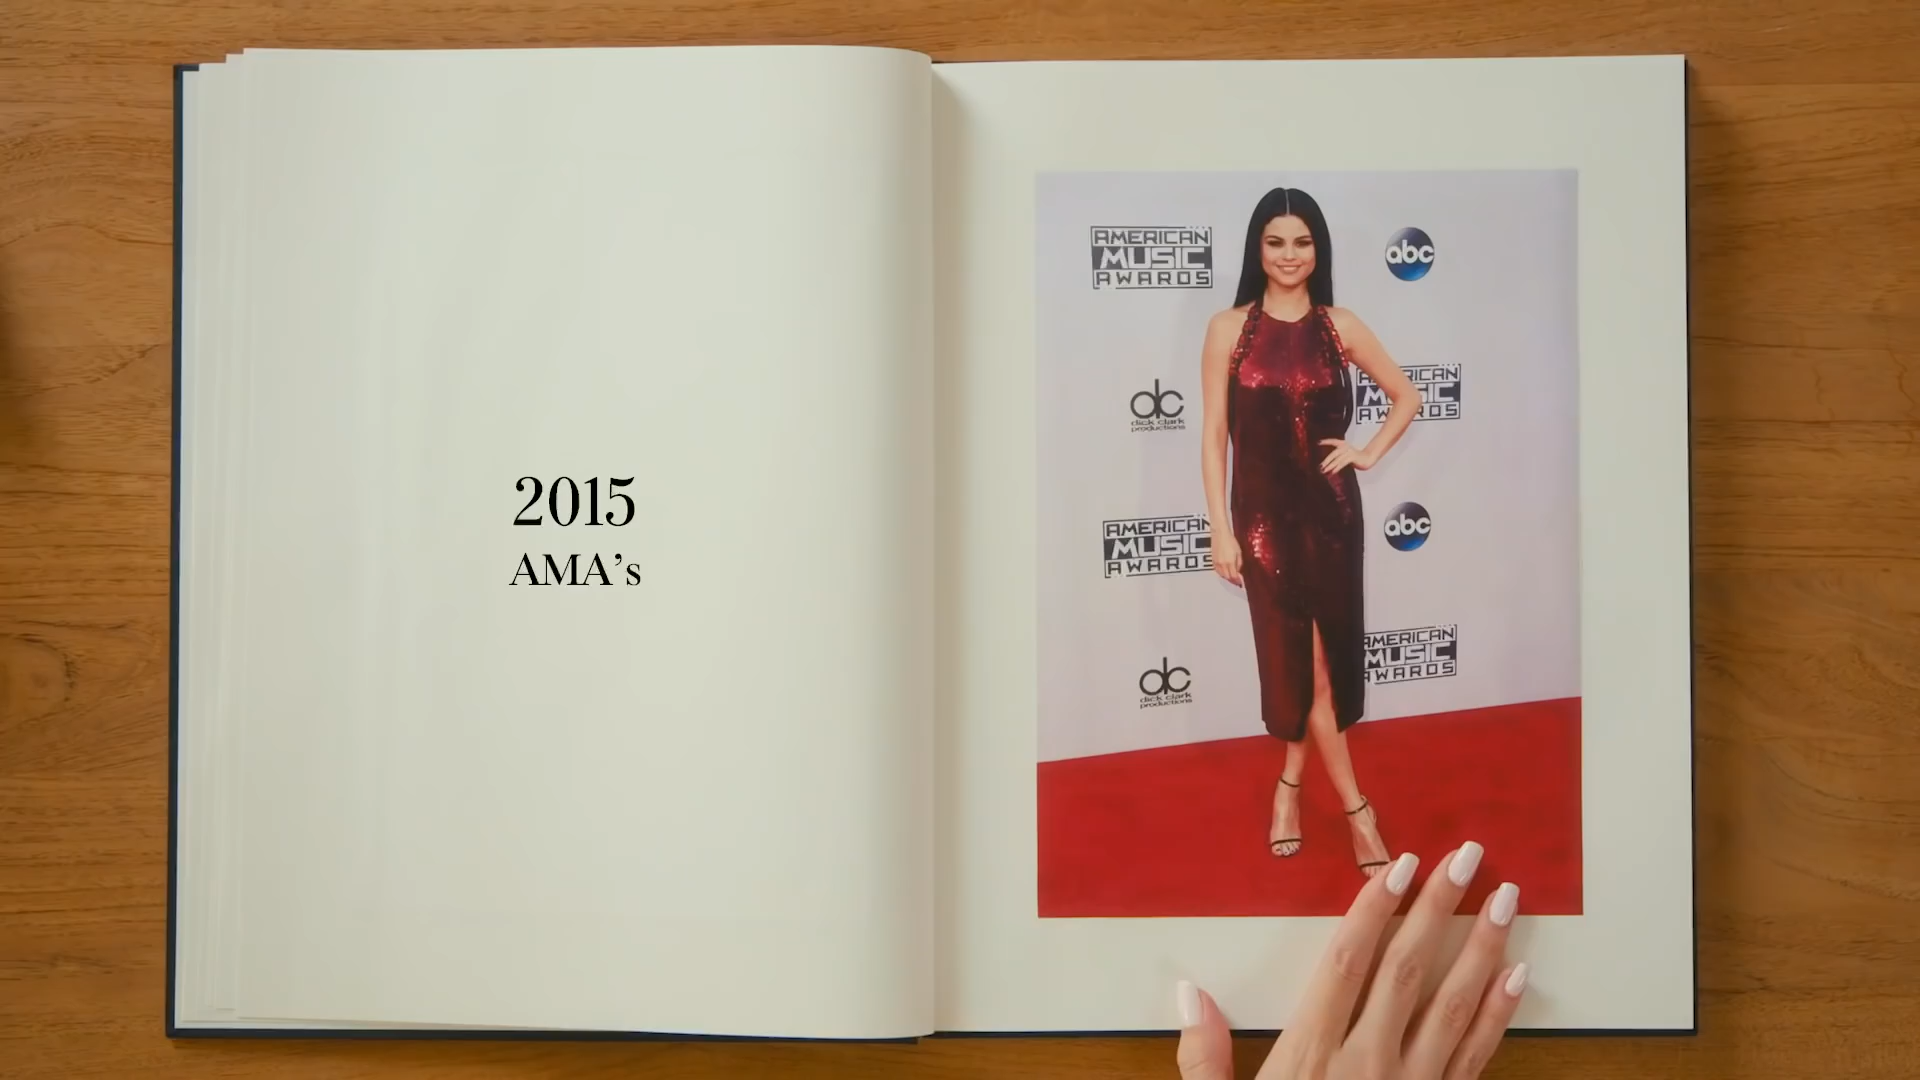 2015
AMA's
AMERICAN
MUSIC
AWARDS
abc
dc
dick clark
productions
AMERICAN
MUSIC
AWARDS
AMERICAN
MUSIC
AWARDS
abc
dc
dick clark
productions
AMERICAN
MUSIC
AWARDS